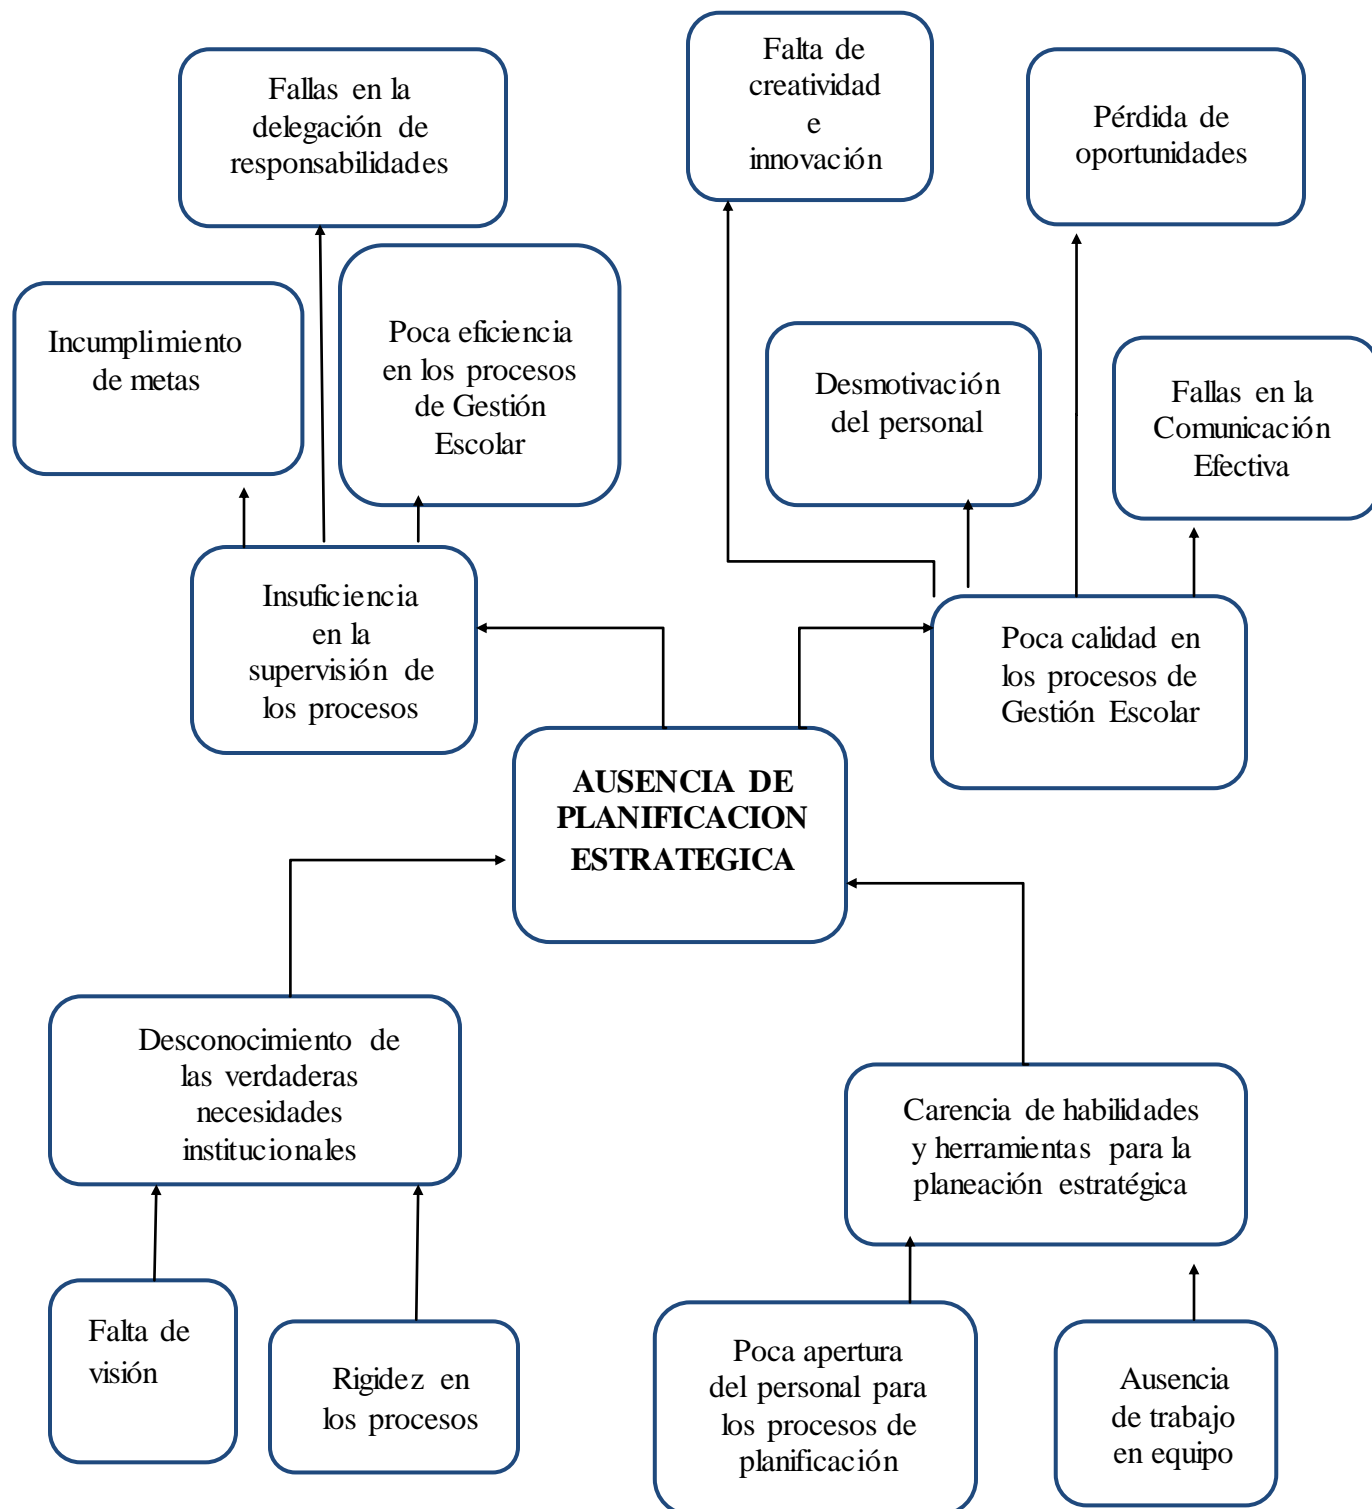 Fallas en la
delegación de
responsabilidades
Falta de
creatividad
e
innovación
Pérdida de
oportunidades
Incumplimiento
de metas
Poca eficiencia
en los procesos
de Gestión
Escolar
Desmotivación
del personal
Fallas en la
Comunicación
Efectiva
Insuficiencia
en la
supervisión de
los procesos
Poca calidad en
los procesos de
Gestión Escolar
AUSENCIA DE
PLANIFICACION
ESTRATEGICA
Desconocimiento de
las verdaderas
necesidades
institucionales
Carencia de habilidades
y herramientas para la
planeación estratégica
Falta de
visión
Rigidez en
los procesos
Poca apertura
del personal para
los procesos de
planificación
Ausencia
de trabajo
en equipo